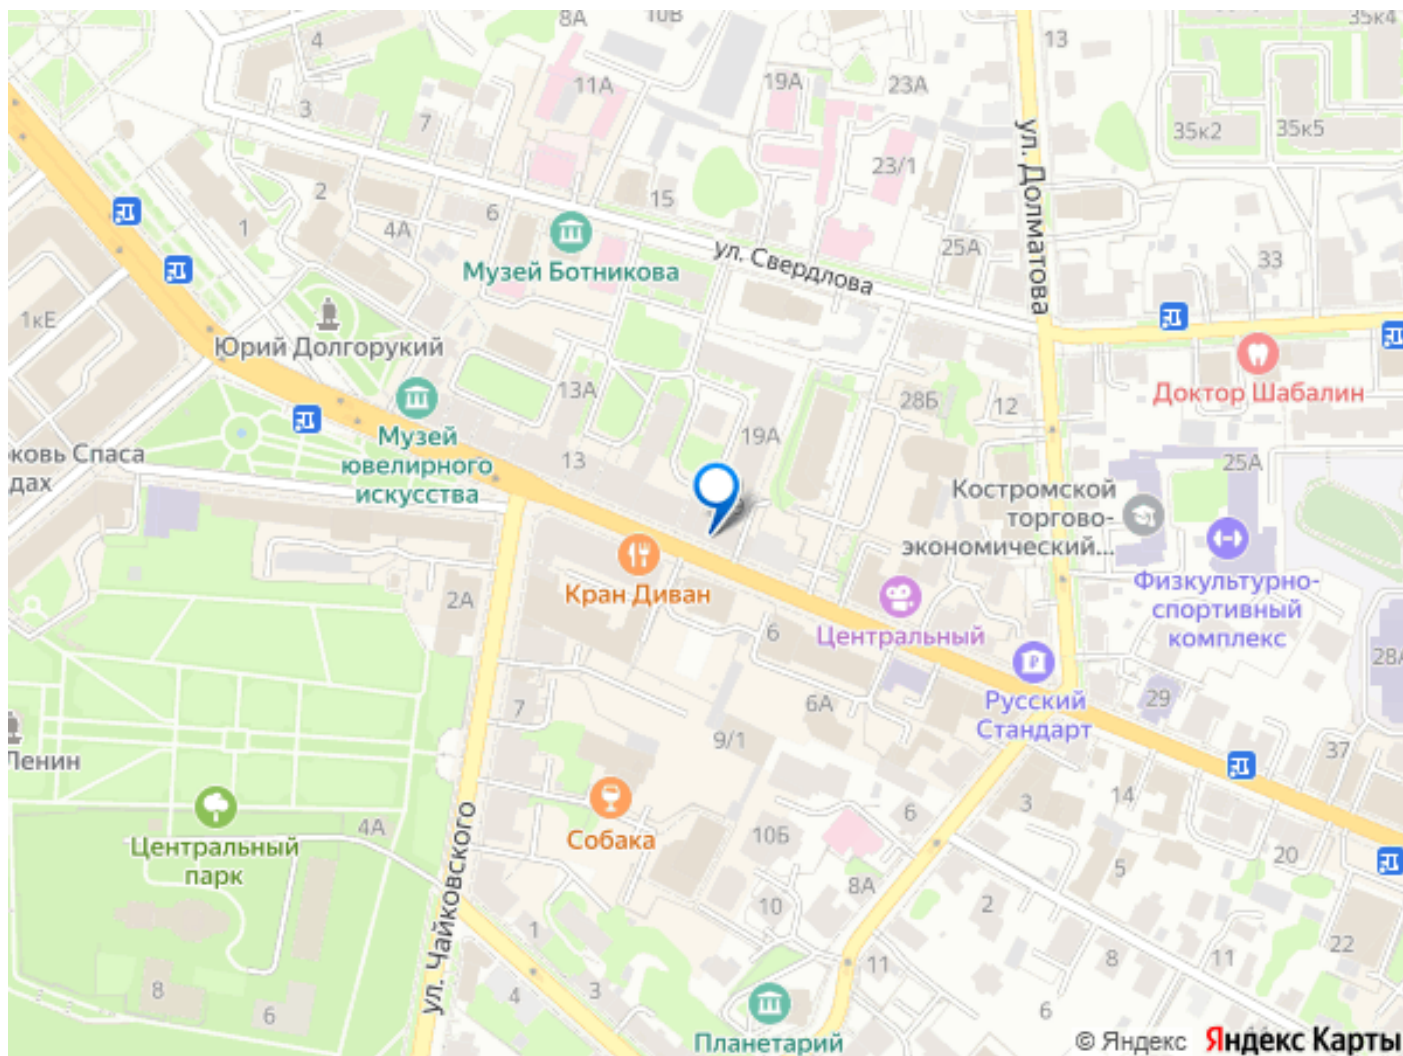 8А
10В
13
35к4
4
11А
19А
23А
3
7
35к2
35к5
ул. Долматова
2
6
15
23/1
1
4А
25А
33
ул. Свердлова
Музей Ботникова
1кЕ
Юрий Долгорукий
13А
28Б
12
Доктор Шабалин
Музей
ювелирного
искусства
19А
13
25А
ковь Спаса
дах
Костромской
торгово-
экономический...
Кран Диван
2А
Центральный
6
Физкультурно-
спортивный
комплекс
28А
6А
Русский
Стандарт
29
7
9/1
37
Ленин
ул. Чайковского
Собака
4А
Центральный
парк
10Б
6
3
14
5
20
8А
10
2
1
22
11
8
11
8
6
4
3
6
Планетарий
© Яндекс
Яндекс Карты